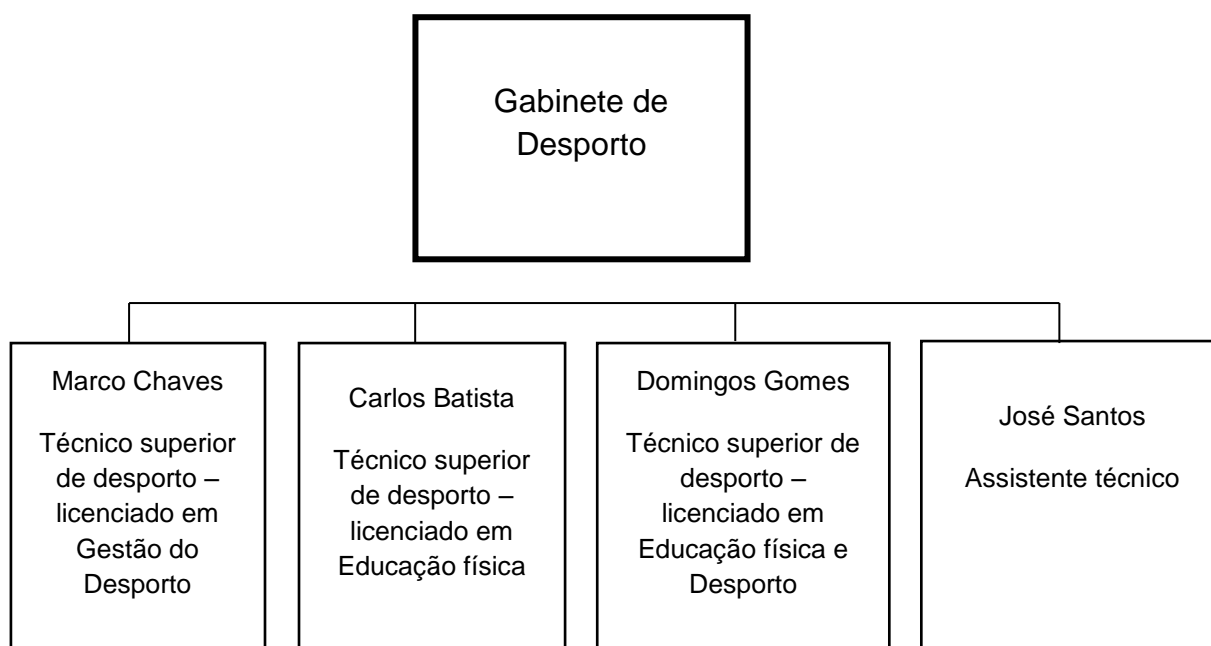 Gabinete de
Desporto
Marco Chaves
Técnico superior
de desporto –
licenciado em
Gestão do
Desporto
Carlos Batista
Técnico superior
de desporto –
licenciado em
Educação física
Domingos Gomes
Técnico superior de
desporto –
licenciado em
Educação física e
Desporto
José Santos
Assistente técnico